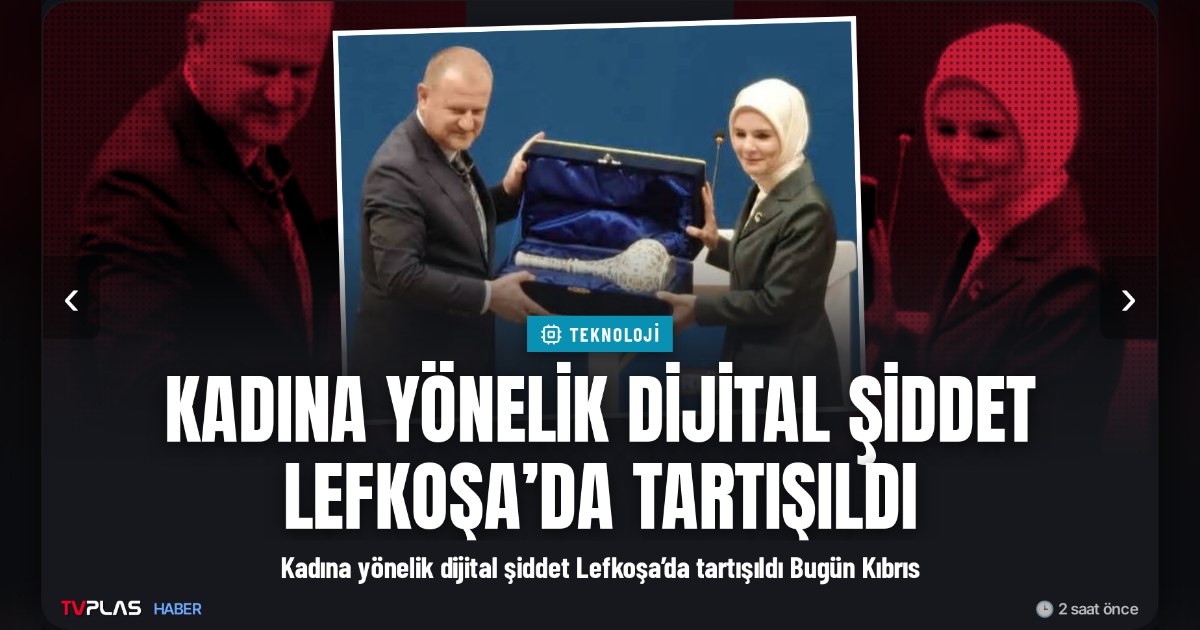 TEKNOLOJİ
KADINA YÖNELİK DİJİTAL ŞİDDET
LEFKOŞA’DA TARTIŞILDI
Kadına yönelik dijital şiddet Lefkoşa’da tartışıldı Bugün Kıbrıs
TVPLAS HABER
2 saat önce